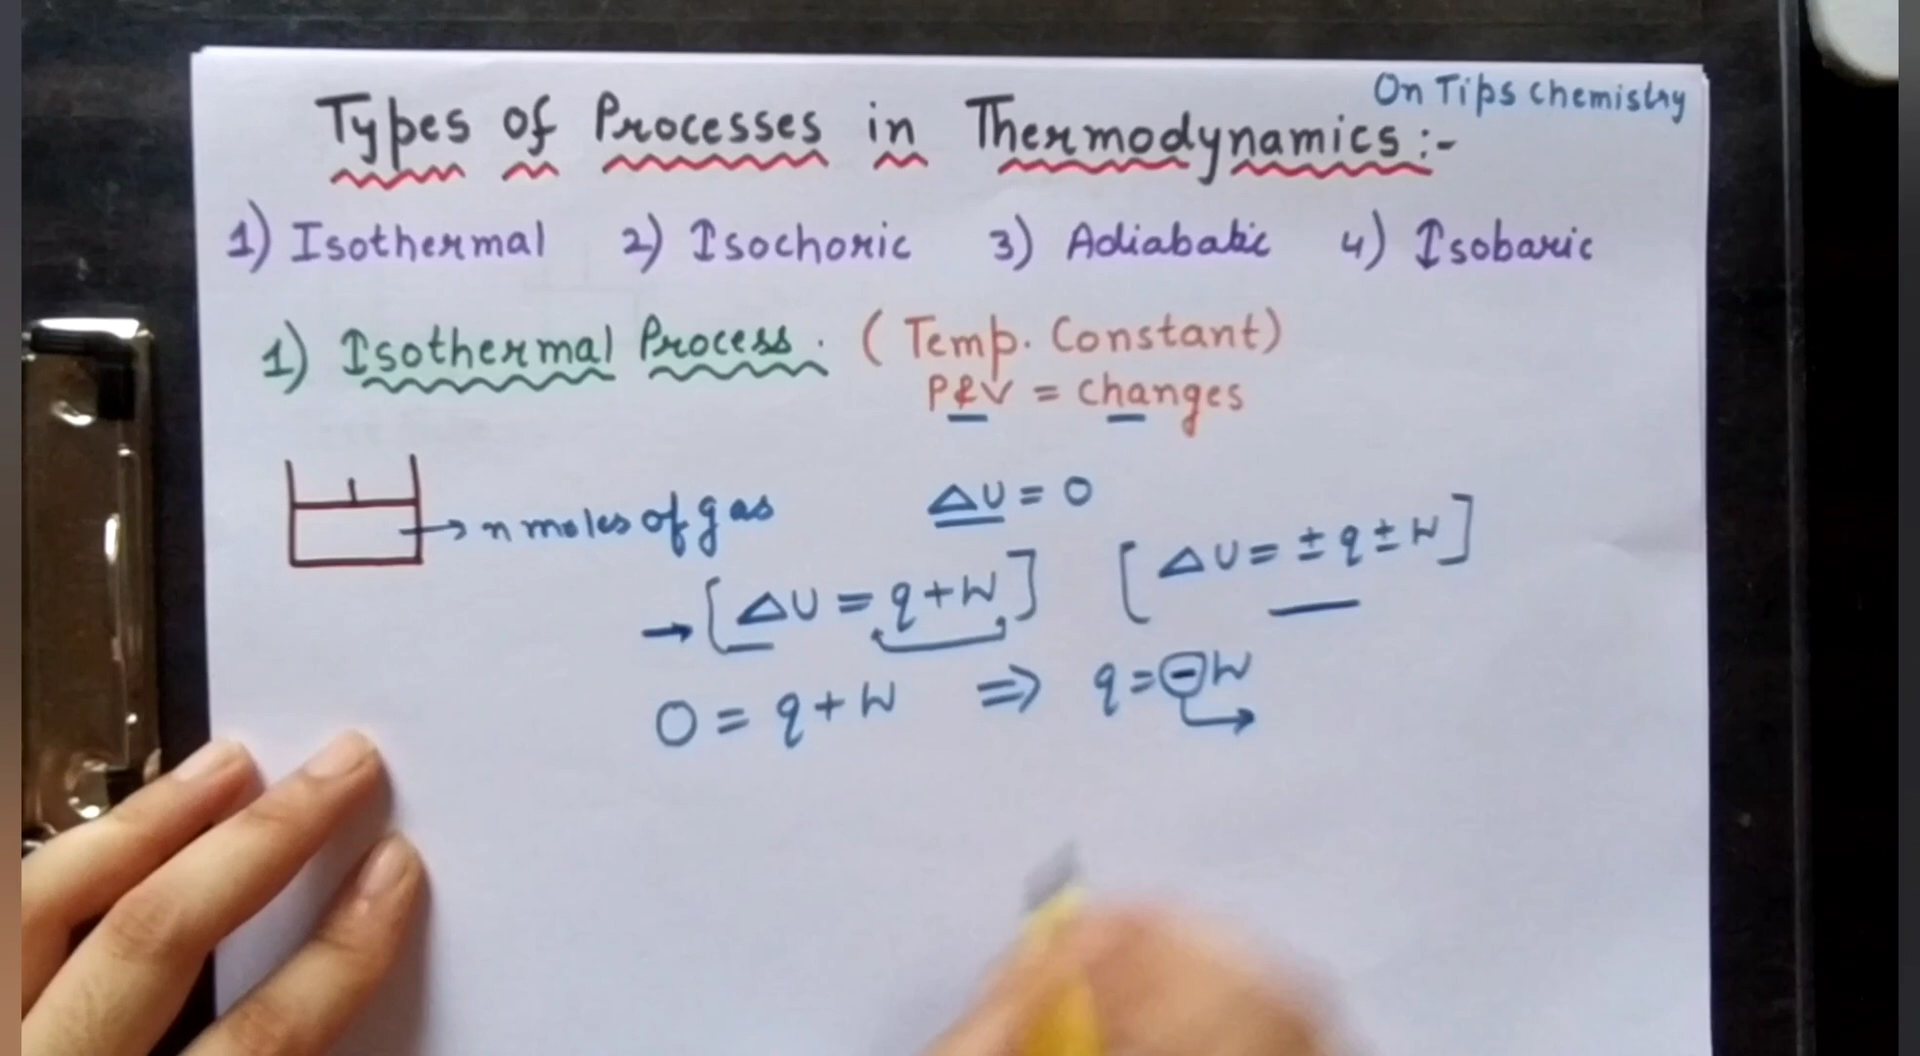 On Tips chemistry
Types of Processes in Thermodynamics :-
1) Isothermal 2) Isochoric 3) Adiabatic 4) Isobaric
1) Isothermal Process. (Temp. Constant)
P&V = Changes
→ n moles of gas
ΔU = 0
→ [ΔU = q + W] [ΔU = ± q ± W]
0 = q + W ⇒ q = -W